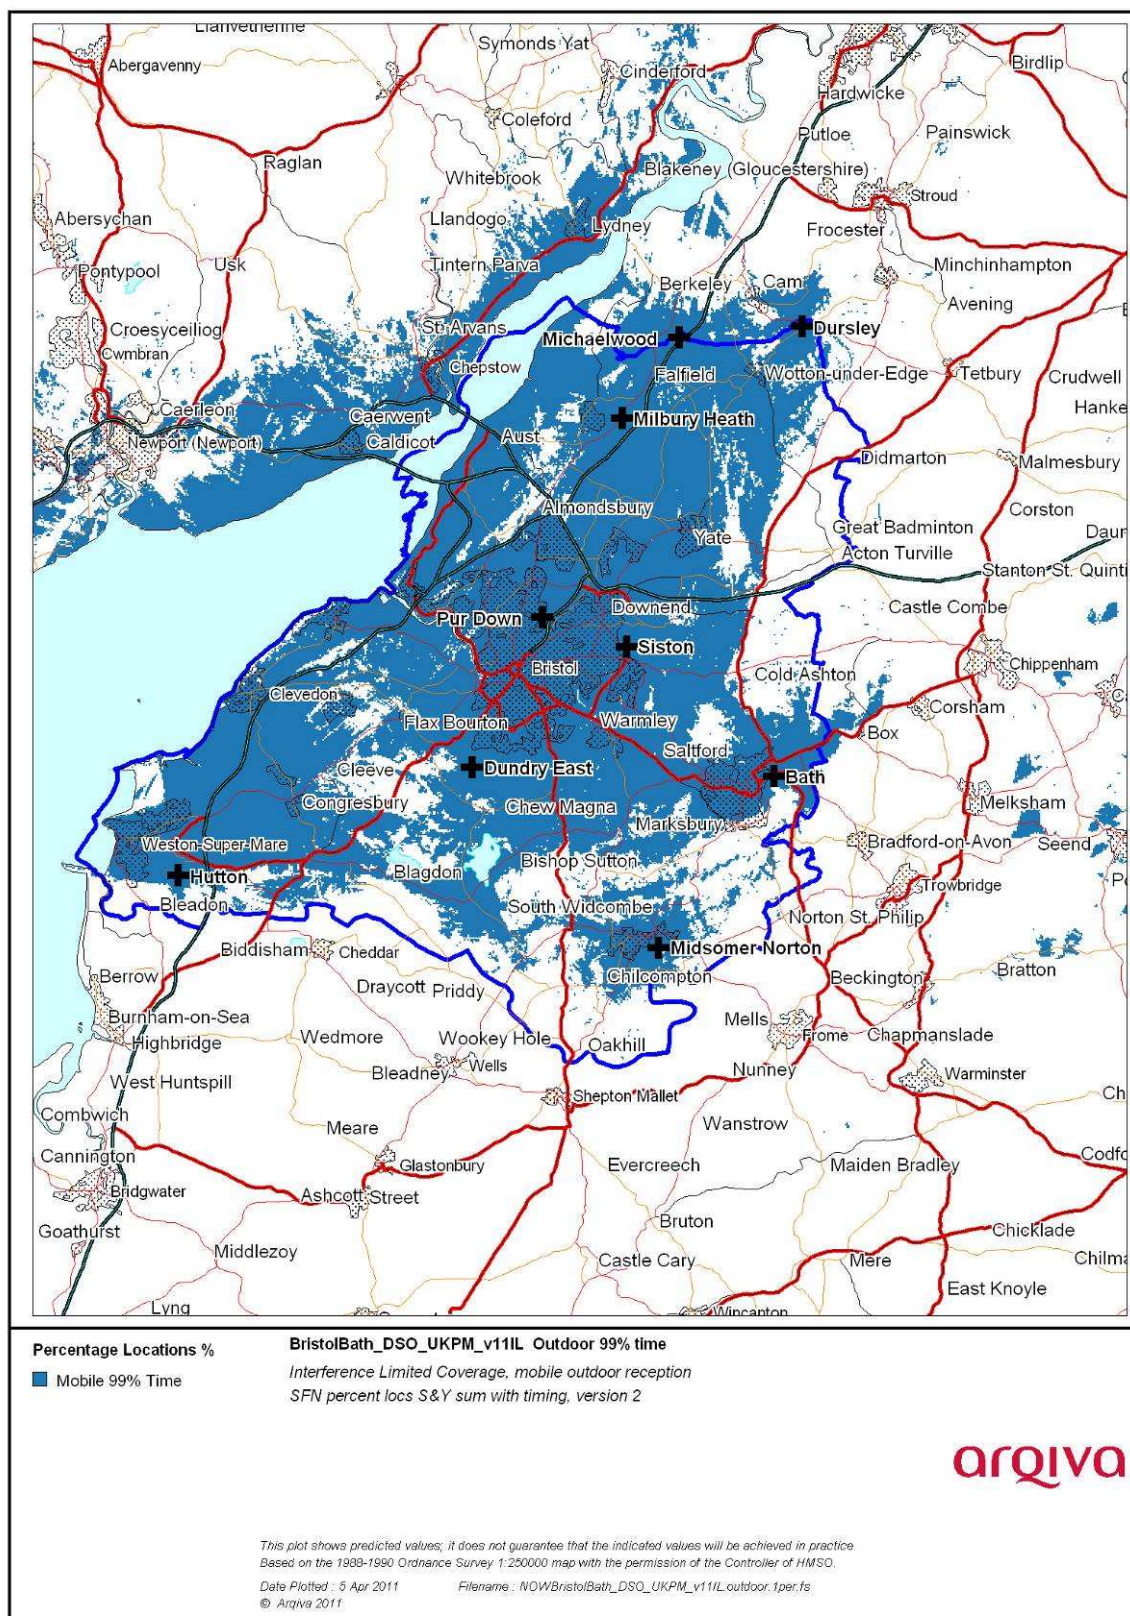 Llanvetherine
Symonds Yat
Abergavenny
Cinderford
Birdlip
Hardwicke
Coleford
Putloe
Painswick
Raglan
Whitebrook
Blakeney (Gloucestershire)
Stroud
Abersychan
Llandogo
Lydney
Frocester
Pontypool
Usk
Tintern Parva
Minchinhampton
Berkeley
Cam
Avening
Croesyceiliog
St. Arvans
Michaelwood
Dursley
Cwmbran
Chepstow
Falfield
Wotton-under-Edge
Tetbury
Crudwell
Caerleon
Caerwent
Milbury Heath
Hanke
Newport (Newport)
Caldicot
Aust
Didmarton
Malmesbury
Almondsbury
Corston
Yate
Great Badminton
Daun
Acton Turville
Stanton St. Quinti
Pur Down
Downend
Castle Combe
Siston
Bristol
Cold Ashton
Chippenham
Clevedon
Flax Bourton
Warmley
Corsham
Saltford
Box
Cleeve
Dundry East
Bath
Congresbury
Chew Magna
Melksham
Marksbury
Weston-Super-Mare
Bradford-on-Avon
Seend
Hutton
Blagdon
Bishop Sutton
Trowbridge
Bleadon
South Widcombe
Norton St. Philip
Biddisham
Cheddar
Midsomer Norton
Berrow
Chilcompton
Beckington
Bratton
Draycott
Priddy
Burnham-on-Sea
Mells
Highbridge
Wedmore
Wookey Hole
Oakhill
Frome
Chapmanslade
Bleadney
Wells
Nunney
Warminster
West Huntspill
Shepton Mallet
Ch
Combwich
Meare
Wanstrow
Cannington
Glastonbury
Evercreech
Maiden Bradley
Codfo
Bridgwater
Ashcott
Street
Goathurst
Bruton
Chicklade
Middlezoy
Castle Cary
Mere
Chilma
East Knoyle
Lyng
Wincanton
Percentage Locations %
Mobile 99% Time
BristolBath_DSO_UKPM_v11IL Outdoor 99% time
Interference Limited Coverage, mobile outdoor reception
SFN percent locs S&Y sum with timing, version 2
arqiva
This plot shows predicted values; it does not guarantee that the indicated values will be achieved in practice
Based on the 1988-1990 Ordnance Survey 1:250000 map with the permission of the Controller of HMSO.
Date Plotted : 5 Apr 2011 Filename : NOWBristolBath_DSO_UKPM_v11IL.outdoor.1per.fs
© Arqiva 2011